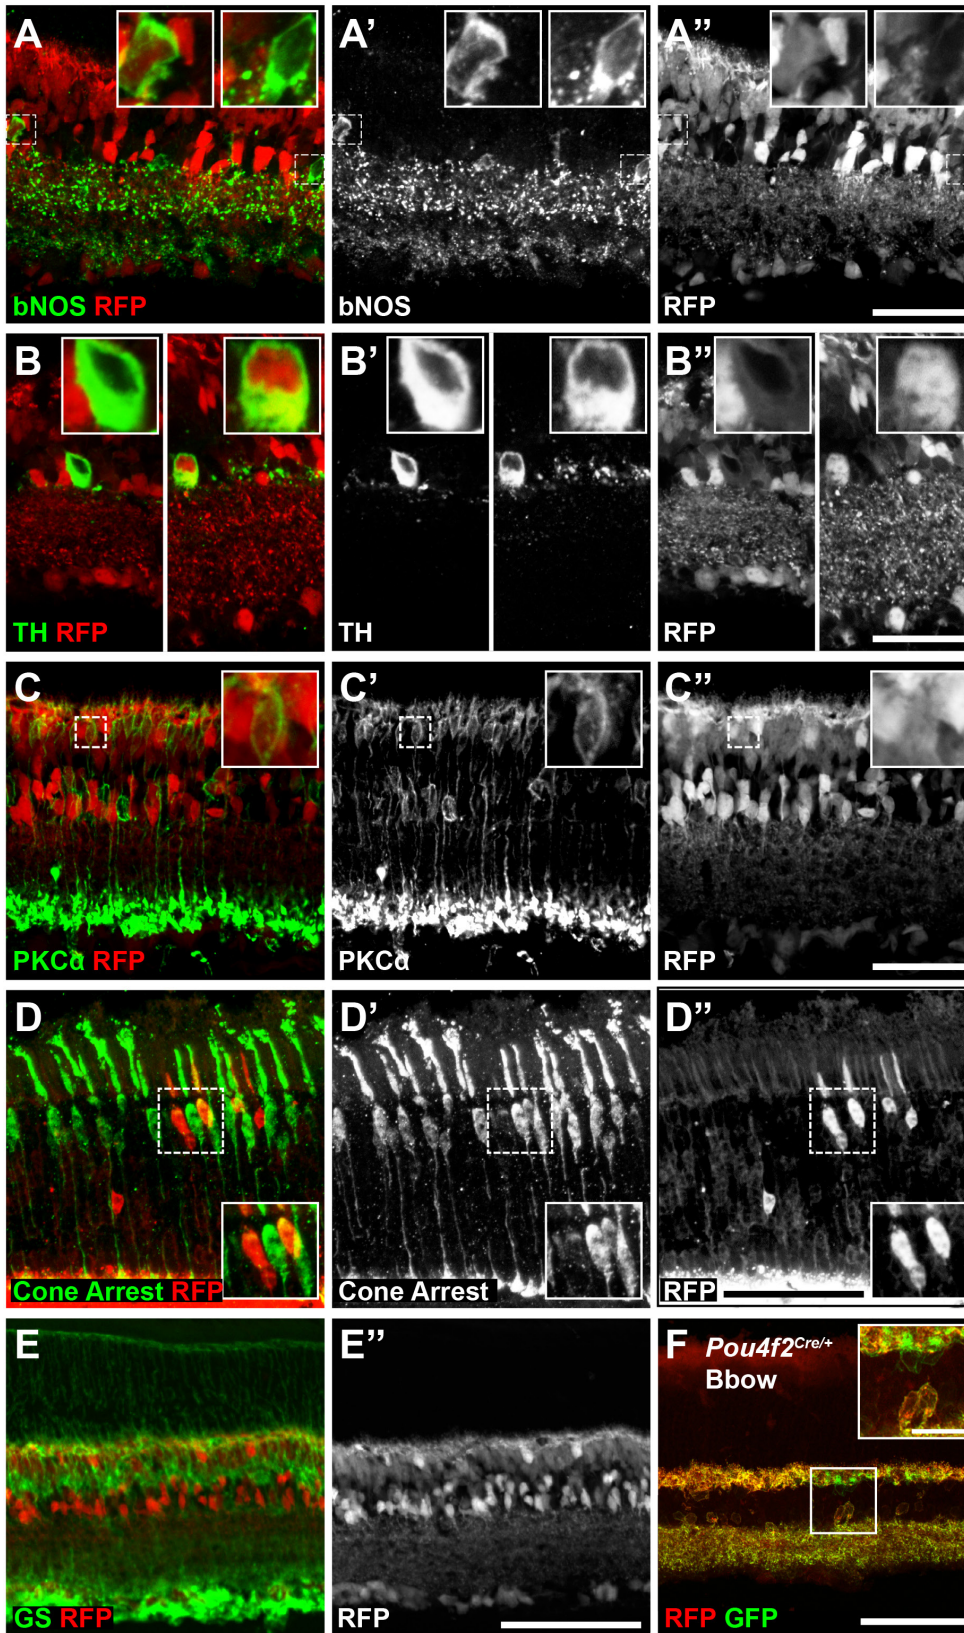 A
bNOS RFP
A’
bNOS
A’’
RFP
B
TH RFP
B’
TH
B’’
RFP
C
PKCα RFP
C’
PKCα
C’’
RFP
D
Cone Arrest RFP
D’
Cone Arrest
D’’
RFP
E
GS RFP
E’’
RFP
F
Pou4f2Cre/+
Bbow
RFP GFP